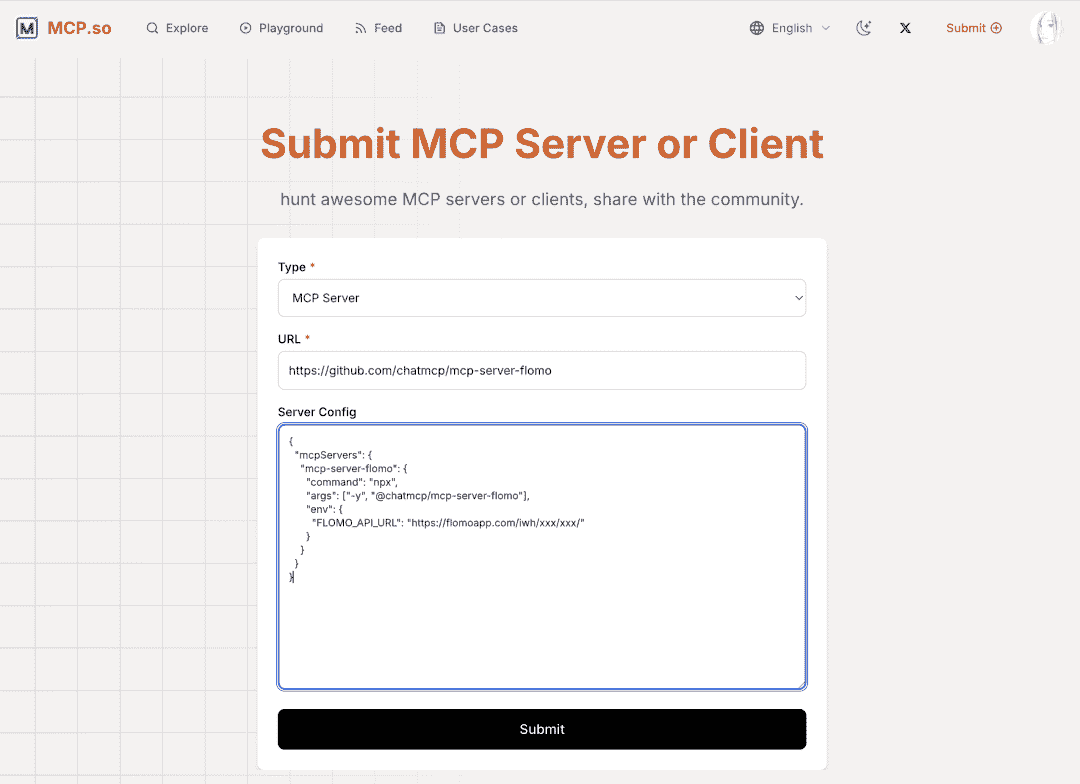 MCP.so
Explore
Playground
Feed
User Cases
English
Submit
Submit MCP Server or Client
hunt awesome MCP servers or clients, share with the community.
Type *
MCP Server
URL *
https://github.com/chatmcp/mcp-server-flomo
Server Config
{
"mcpServers": {
"mcp-server-flomo": {
"command": "npx",
"args": ["-y", "@chatmcp/mcp-server-flomo"],
"env": {
"FLOMO_API_URL": "https://flomoapp.com/iwh/xxx/xxx/"
}
}
}
}
Submit